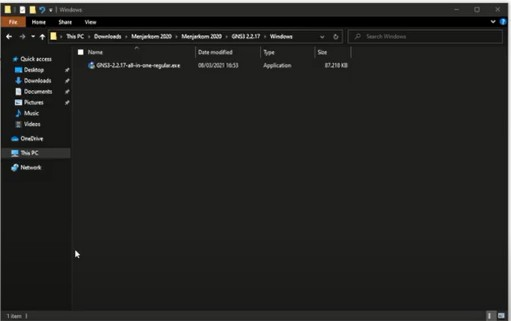 Windows
File Home Share View
This PC > Downloads > Menjerkom 2020 > Menjerkom 2020 > GNS3 2.2.17 > Windows
Search Windows
Name Date modified Type Size
GNS3-2.2.17-all-in-one-regular.exe 08/03/2021 16:53 Application 87.218 KB
Quick access
Desktop
Downloads
Documents
Pictures
Music
Videos
OneDrive
This PC
Network
1 item